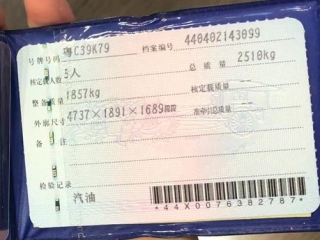 号牌号码 粤C39K79 档案编号 440402143099
核定载人数 5人 总质量 2510kg
整备质量 1857kg 核定载质量
外廓尺寸 4737×1891×1689mm 准牵引总质量
备注
检验记录
汽油
*44X0076382787*